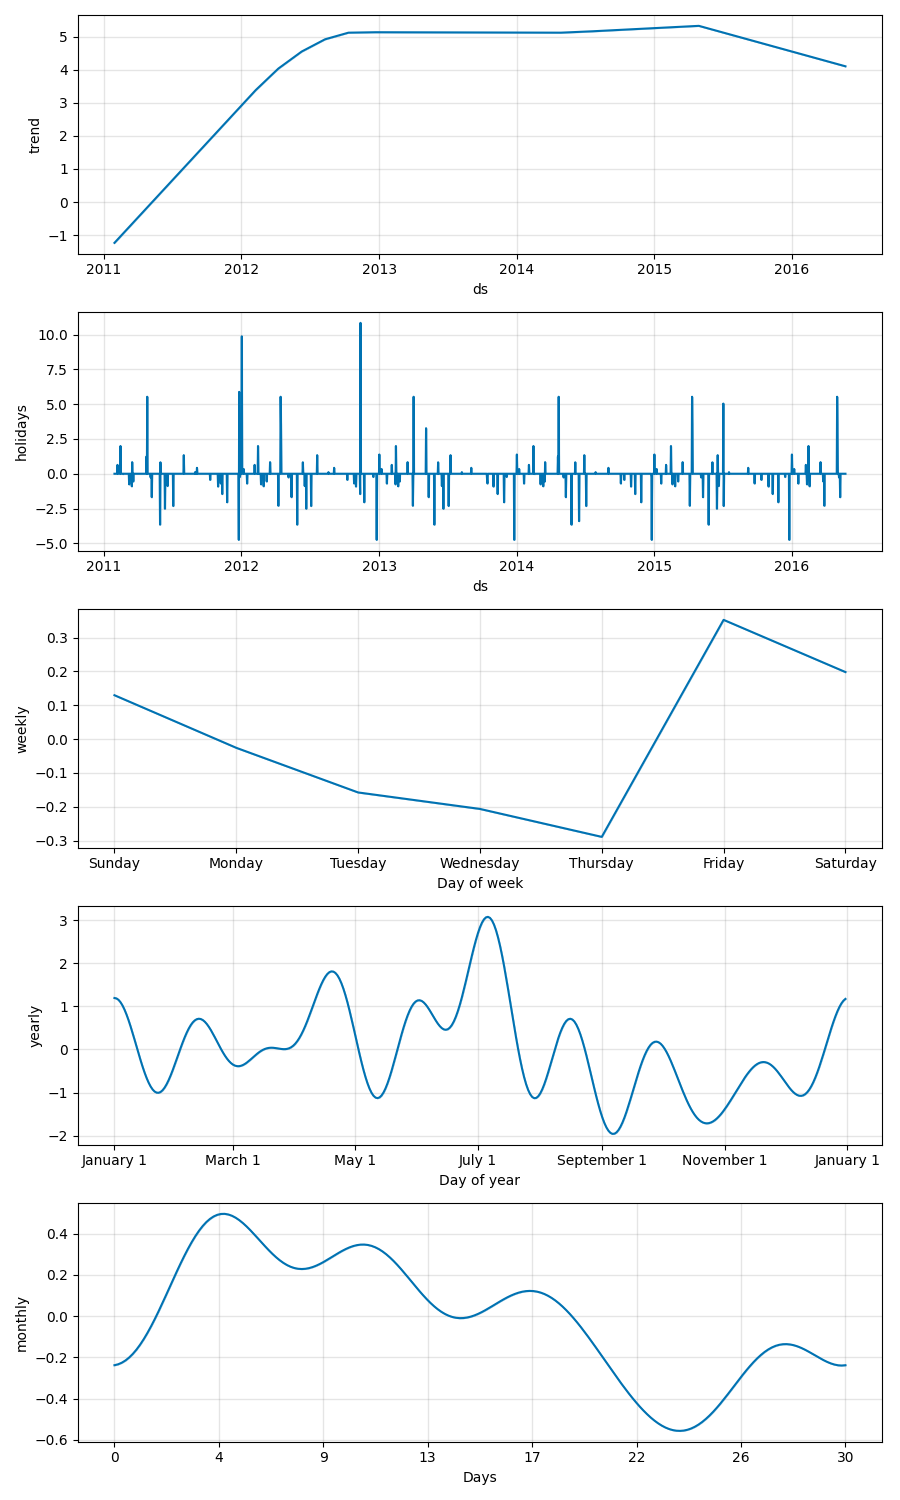 5
4
3
2
1
0
−1
trend
2011 2012 2013 2014 2015 2016
ds
10.0
7.5
5.0
2.5
0.0
−2.5
−5.0
holidays
2011 2012 2013 2014 2015 2016
ds
0.3
0.2
0.1
0.0
−0.1
−0.2
−0.3
weekly
Sunday Monday Tuesday Wednesday Thursday Friday Saturday
Day of week
3
2
1
0
−1
−2
yearly
January 1 March 1 May 1 July 1 September 1 November 1 January 1
Day of year
0.4
0.2
0.0
−0.2
−0.4
−0.6
monthly
0 4 9 13 17 22 26 30
Days